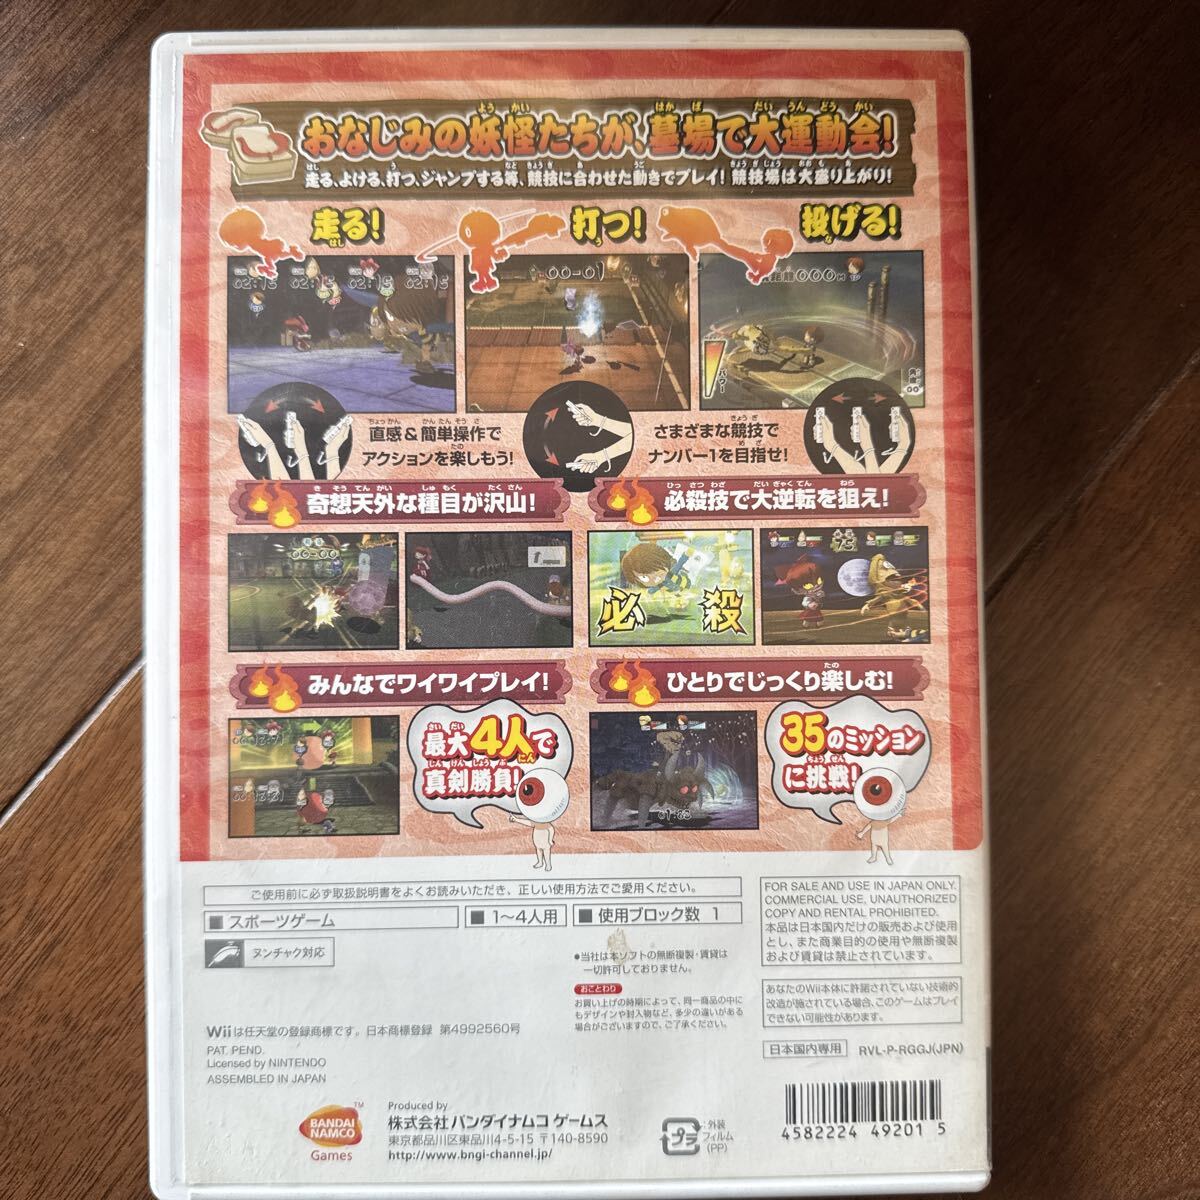 おなじみの妖怪たちが、墓場で大運動会!
走る、よける、打つ、ジャンプする等、競技に合わせた動きでプレイ! 競技場は大盛り上がり!
走る!
打つ!
投げる!
02:15 02:15 02:15 02:15
00-01
000M
パワー
角度
00
直感&簡単操作で
アクションを楽しもう!
さまざまな競技で
ナンバー1を目指せ!
奇想天外な種目が沢山!
必殺技で大逆転を狙え!
00-00
必 殺
みんなでワイワイプレイ!
ひとりでじっくり楽しむ!
最大4人で
真剣勝負!
35のミッション
に挑戦!
ご使用前に必ず取扱説明書をよくお読みいただき、正しい使用方法でご愛用ください。
■スポーツゲーム
■1〜4人用
■使用ブロック数 1
ヌンチャク対応
●当社は本ソフトの無断複製・賃貸は
一切許可しておりません。
おことわり
お買い上げの時期によって、同一商品の中に
もデザインや封入物など、多少の違いがある
場合がございますので、ご了承ください。
FOR SALE AND USE IN JAPAN ONLY.
COMMERCIAL USE, UNAUTHORIZED
COPY AND RENTAL PROHIBITED.
本品は日本国内だけの販売および使用
とし、また商業目的の使用や無断複製
および賃貸は禁止されています。
あなたのWii本体に許諾されていない技術的
改造が施されている場合、このゲームはプレイ
できない可能性があります。
日本国内専用
RVL-P-RGGJ(JPN)
Wiiは任天堂の登録商標です。日本商標登録 第4992560号
PAT. PEND.
Licensed by NINTENDO
ASSEMBLED IN JAPAN
BANDAI
NAMCO
Games
TM
Produced by
株式会社 バンダイナムコ ゲームス
東京都品川区東品川4-5-15 〒140-8590
http://www.bngi-channel.jp/
プラ
:外装
フィルム
(PP)
4582224 49201 5